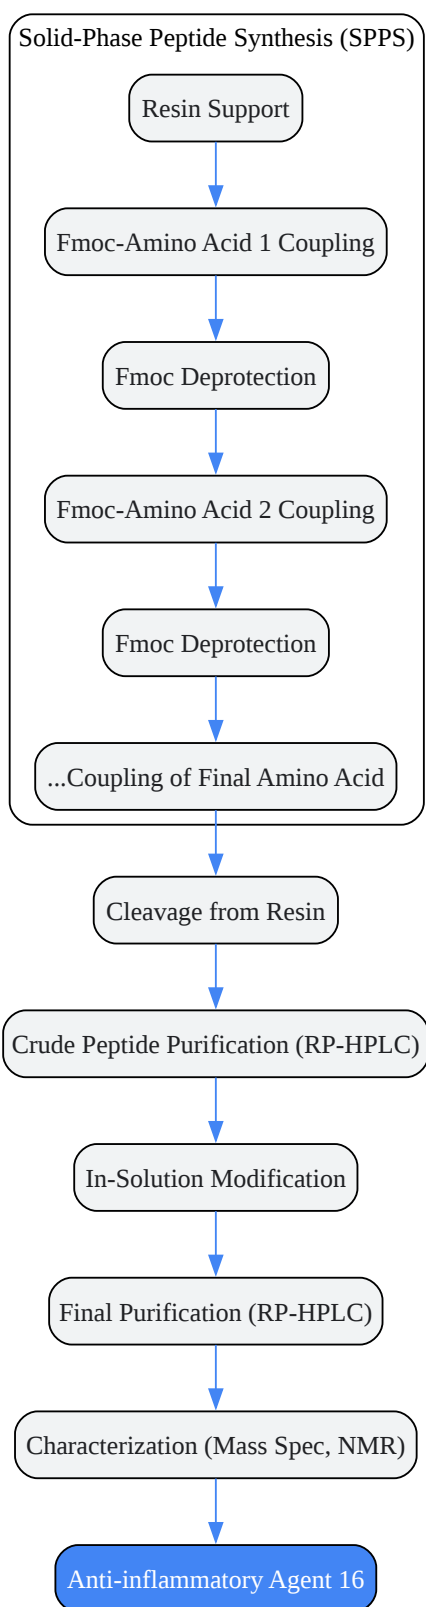 Solid-Phase Peptide Synthesis (SPPS)
Resin Support
Fmoc-Amino Acid 1 Coupling
Fmoc Deprotection
Fmoc-Amino Acid 2 Coupling
Fmoc Deprotection
...Coupling of Final Amino Acid
Cleavage from Resin
Crude Peptide Purification (RP-HPLC)
In-Solution Modification
Final Purification (RP-HPLC)
Characterization (Mass Spec, NMR)
Anti-inflammatory Agent 16